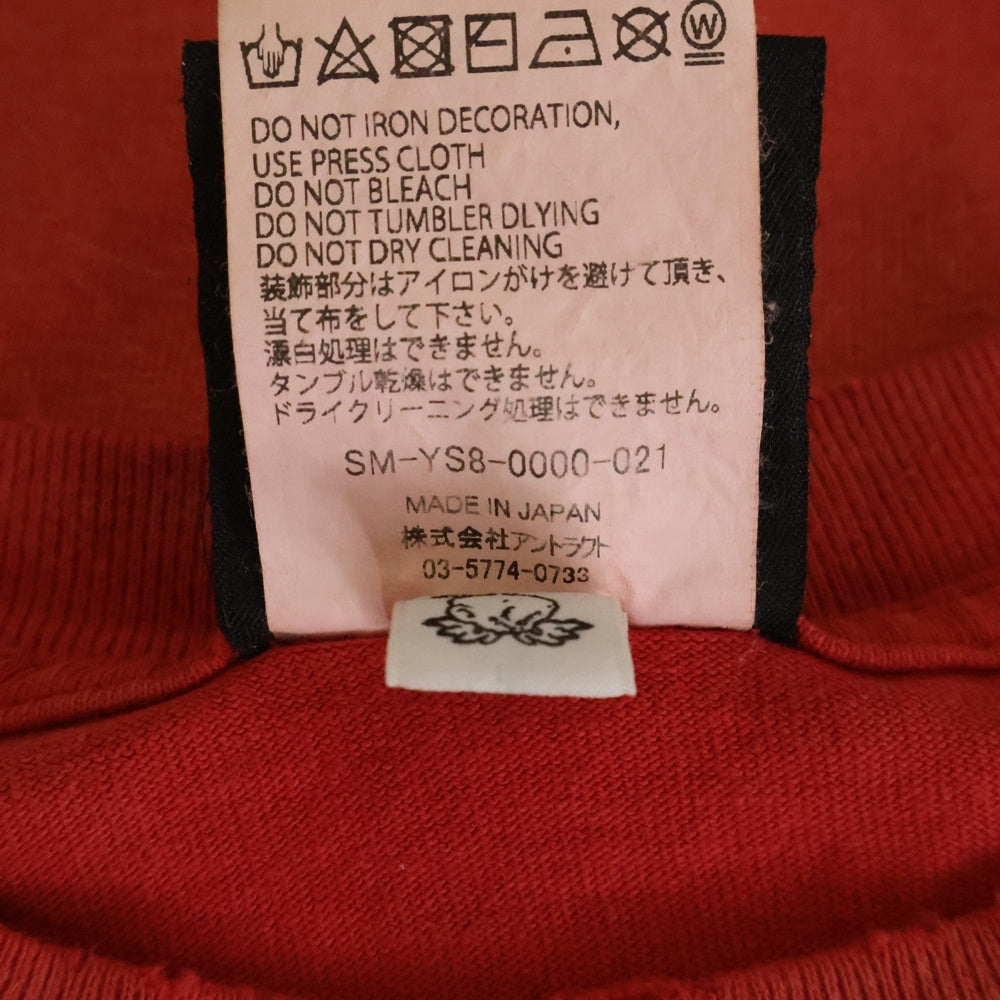 W
DO NOT IRON DECORATION,
USE PRESS CLOTH
DO NOT BLEACH
DO NOT TUMBLER DLYING
DO NOT DRY CLEANING
装飾部分はアイロンがけを避けて頂き、
当て布をして下さい。
漂白処理はできません。
タンブル乾燥はできません。
ドライクリーニング処理はできません。
SM-YS8-0000-021
MADE IN JAPAN
株式会社アントラクト
03-5774-0733